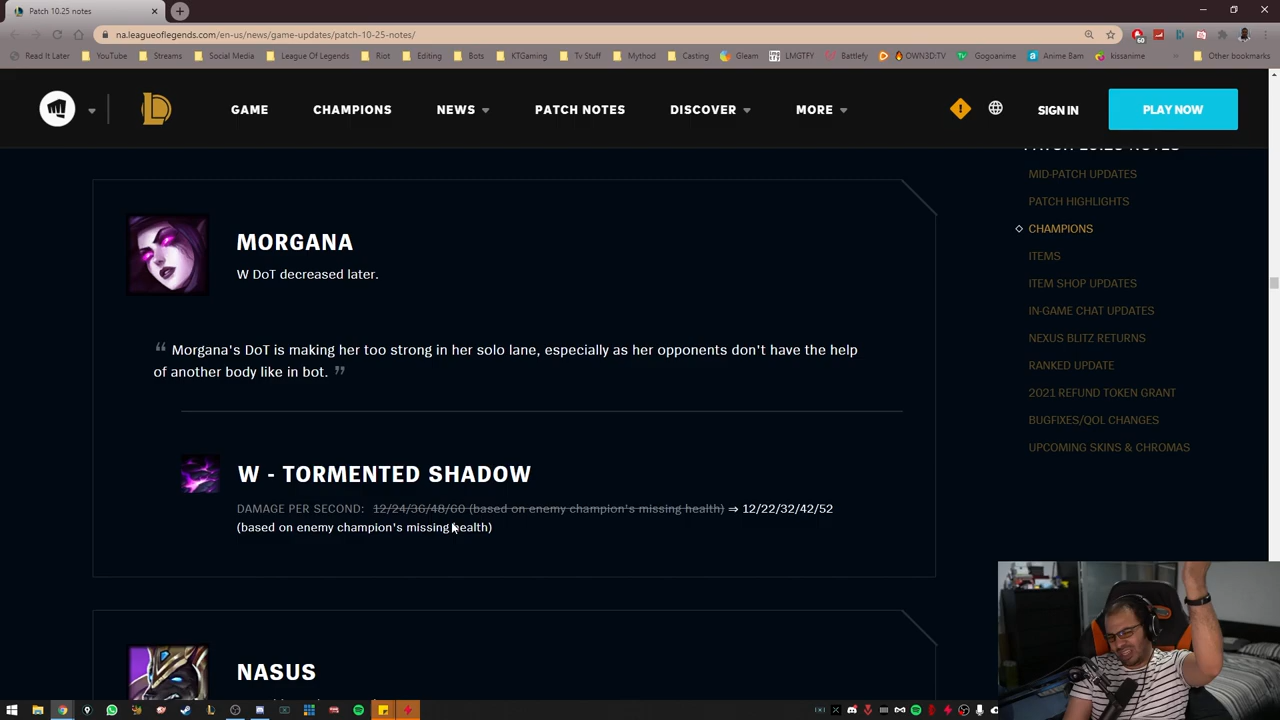 Patch 10.25 notes
na.leagueoflegends.com/en-us/news/game-updates/patch-10-25-notes/
60
Read It Later YouTube Streams Social Media League Of Legends Riot Editing Bots KTGaming Tv Stuff Mythod Casting Gleam LMGTFY Battlefy OWN3D:TV Gogoanime Anime Bam kissanime Other bookmarks
GAME CHAMPIONS NEWS PATCH NOTES DISCOVER MORE SIGN IN PLAY NOW
PATCH 10.25 NOTES
MID-PATCH UPDATES
PATCH HIGHLIGHTS
CHAMPIONS
ITEMS
ITEM SHOP UPDATES
IN-GAME CHAT UPDATES
NEXUS BLITZ RETURNS
RANKED UPDATE
2021 REFUND TOKEN GRANT
BUGFIXES/QOL CHANGES
UPCOMING SKINS & CHROMAS
MORGANA
W DoT decreased later.
“ Morgana's DoT is making her too strong in her solo lane, especially as her opponents don't have the help
of another body like in bot. ”
W - TORMENTED SHADOW
DAMAGE PER SECOND: 12/24/36/48/60 (based on enemy champion's missing health) ⇒ 12/22/32/42/52
(based on enemy champion's missing health)
NASUS